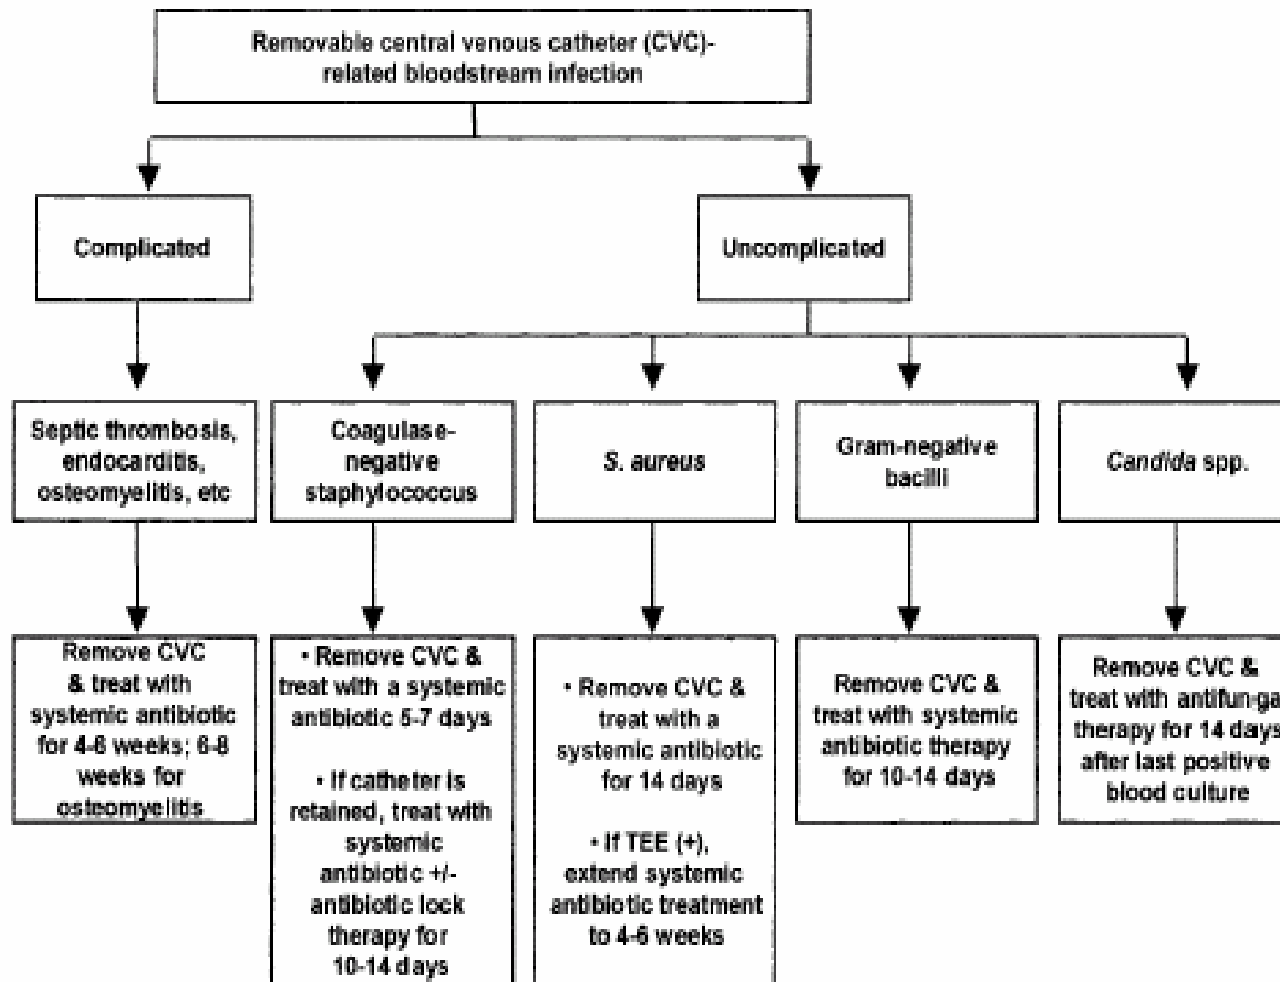 Removable central venous catheter (CVC)-
related bloodstream infection
Complicated
Uncomplicated
Septic thrombosis,
endocarditis,
osteomyelitis, etc
Coagulase-
negative
staphylococcus
S. aureus
Gram-negative
bacilli
Candida spp.
Remove CVC
& treat with
systemic antibiotic
for 4-6 weeks; 6-8
weeks for
osteomyelitis
• Remove CVC &
treat with a systemic
antibiotic 5-7 days
• If catheter is
retained, treat with
systemic
antibiotic +/-
antibiotic lock
therapy for
10-14 days
• Remove CVC &
treat with a
systemic antibiotic
for 14 days
• If TEE (+),
extend systemic
antibiotic treatment
to 4-6 weeks
Remove CVC &
treat with systemic
antibiotic therapy
for 10-14 days
Remove CVC &
treat with antifun-ga
therapy for 14 days
after last positive
blood culture